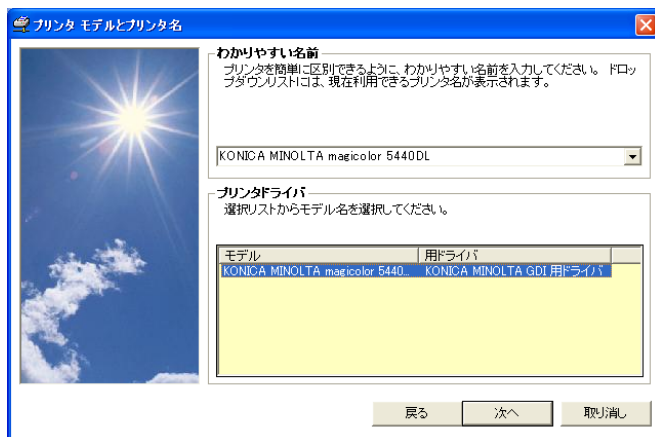 プリンタ モデルとプリンタ名
わかりやすい名前
プリンタを簡単に区別できるように、わかりやすい名前を入力してください。 ドロッ
プダウンリストには、現在利用できるプリンタ名が表示されます。
KONICA MINOLTA magicolor 5440DL
プリンタドライバ
選択リストからモデル名を選択してください。
モデル 用ドライバ
KONICA MINOLTA magicolor 5440... KONICA MINOLTA GDI 用ドライバ
戻る 次へ 取り消し